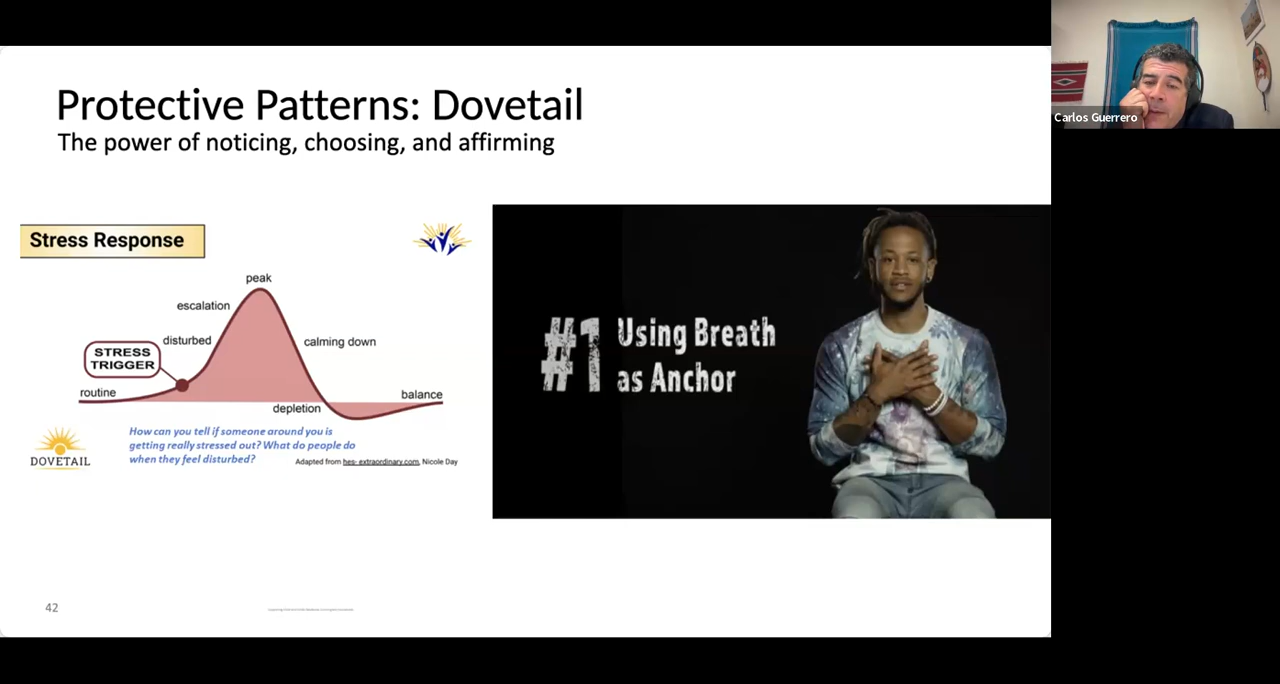 Protective Patterns: Dovetail
The power of noticing, choosing, and affirming
Stress Response
peak
escalation
disturbed
calming down
STRESS
TRIGGER
routine
balance
depletion
How can you tell if someone around you is
getting really stressed out? What do people do
when they feel disturbed?
DOVETAIL
Adapted from hes- extraordinary.com, Nicole Day
#1 Using Breath
as Anchor
42
Carlos Guerrero